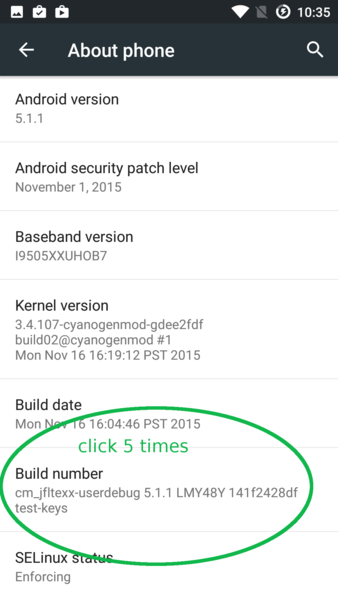 10:35
About phone
Android version
5.1.1
Android security patch level
November 1, 2015
Baseband version
I9505XXUHOB7
Kernel version
3.4.107-cyanogenmod-gdee2fdf
build02@cyanogenmod #1
Mon Nov 16 16:19:12 PST 2015
Build date
Mon Nov 16 16:04:46 PST 2015
click 5 times
Build number
cm_jfltexx-userdebug 5.1.1 LMY48Y 141f2428df
test-keys
SELinux status
Enforcing